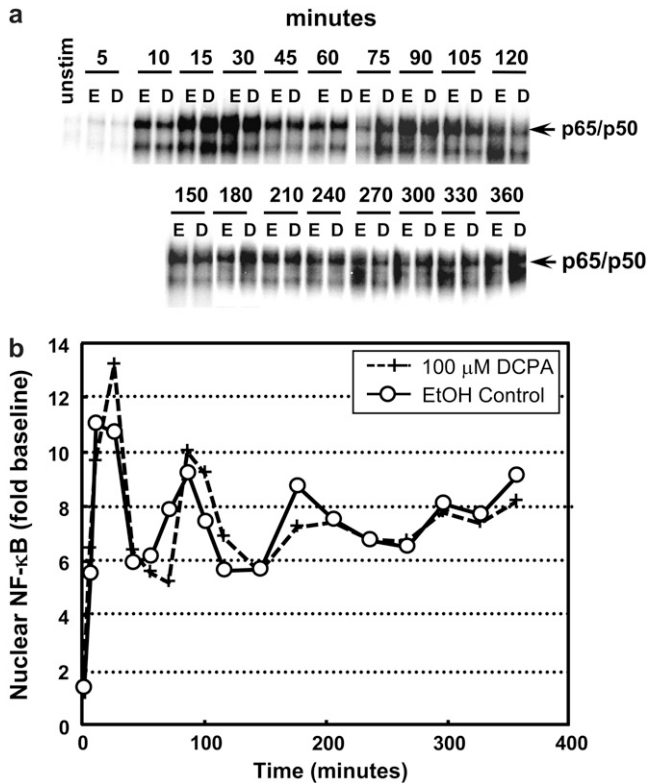 a
minutes
unstim 5 10 15 30 45 60 75 90 105 120
E D E D E D E D E D E D E D E D E D E D
p65/p50
150 180 210 240 270 300 330 360
E D E D E D E D E D E D E D E D
p65/p50
b
14
12
10
8
6
4
2
0
Nuclear NF-κB (fold baseline)
100 μM DCPA
EtOH Control
0 100 200 300 400
Time (minutes)